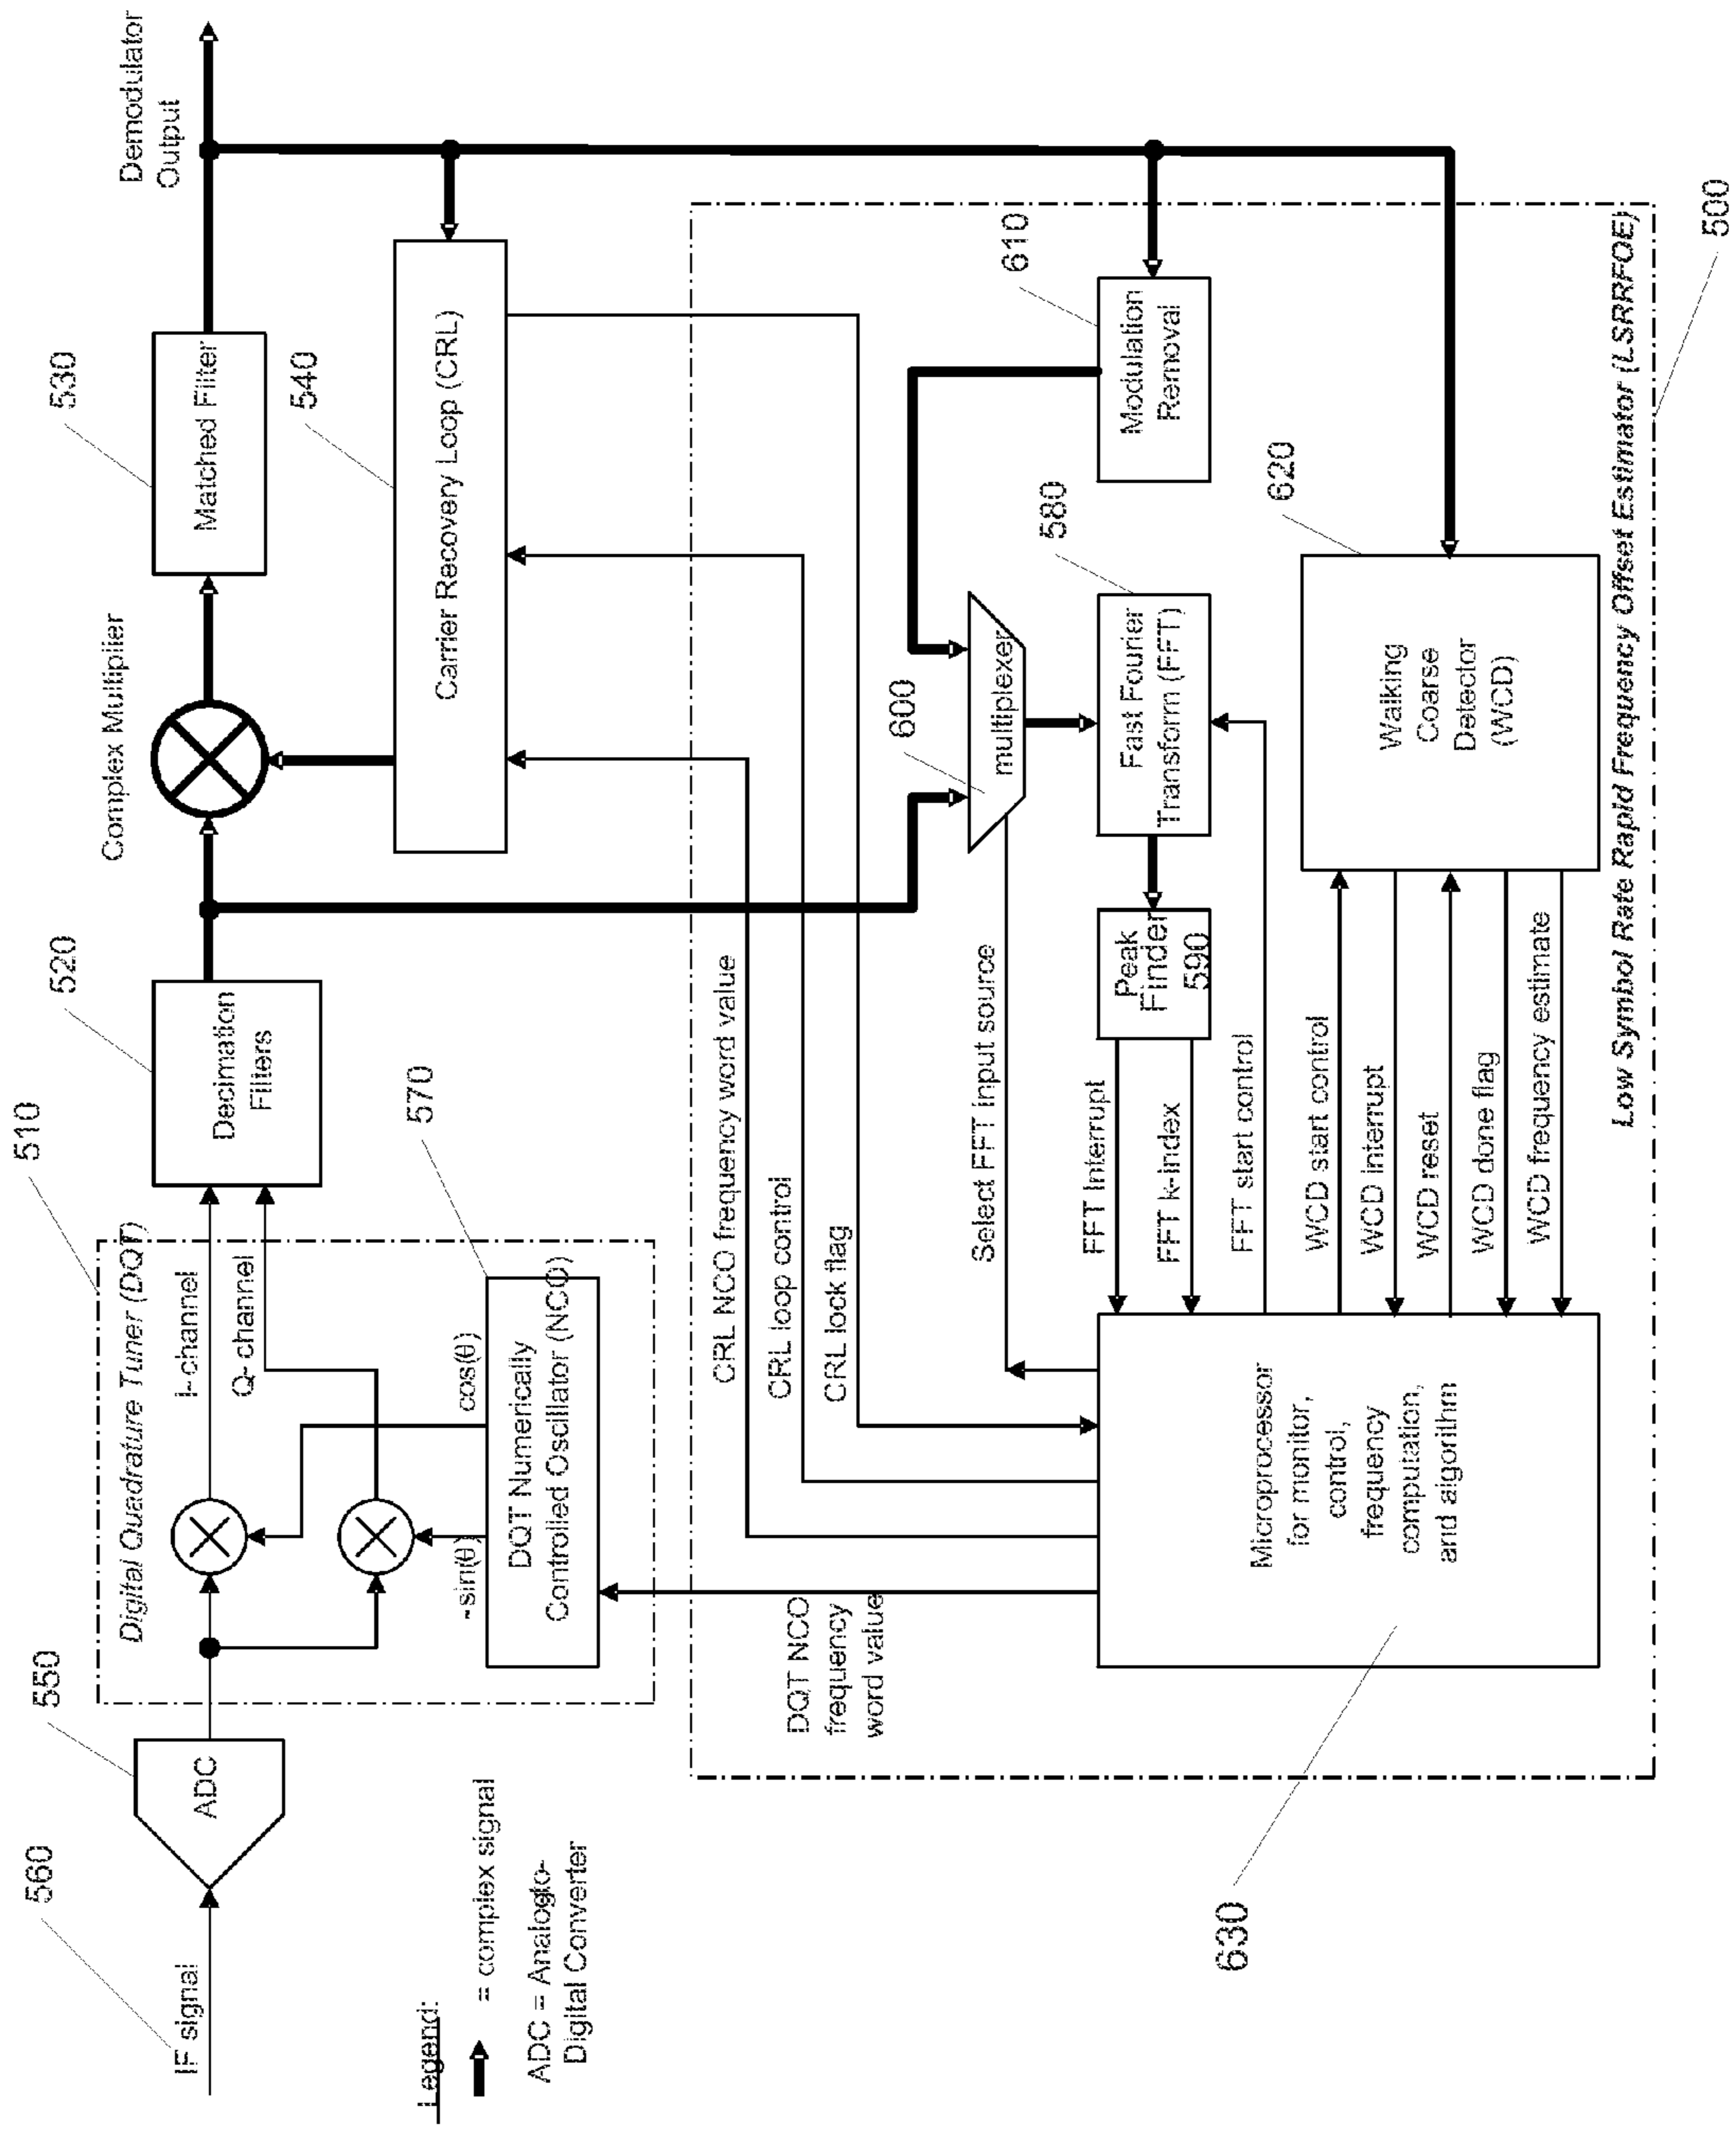 560
IF signal
550
ADC
510
Digital Quadrature Tuner (DQT)
I-channel
Q- channel
cos(θ)
-sin(θ)
570
DQT Numerically
Controlled Oscillator (NCO)
520
Decimation
Filters
Complex Multiplier
530
Matched Filter
Demodulator
Output
540
Carrier Recovery Loop (CRL)
Legend:
= complex signal
ADC = Analog-to-
Digital Converter
DQT NCO
frequency
word value
CRL NCO frequency word value
CRL loop control
CRL lock flag
Select FFT input source
600
multiplexer
610
Modulation
Removal
580
Fast Fourier
Transform (FFT)
Peak
Finder
590
FFT Interrupt
FFT k-Index
FFT start control
WCD start control
WCD interrupt
WCD reset
WCD done flag
WCD frequency estimate
620
Walking
Coarse
Detector
(WCD)
Microprocessor
for monitor,
control,
frequency
computation,
and algorithm
630
Low Symbol Rate Rapid Frequency Offset Estimator (LSRRFOE)
500